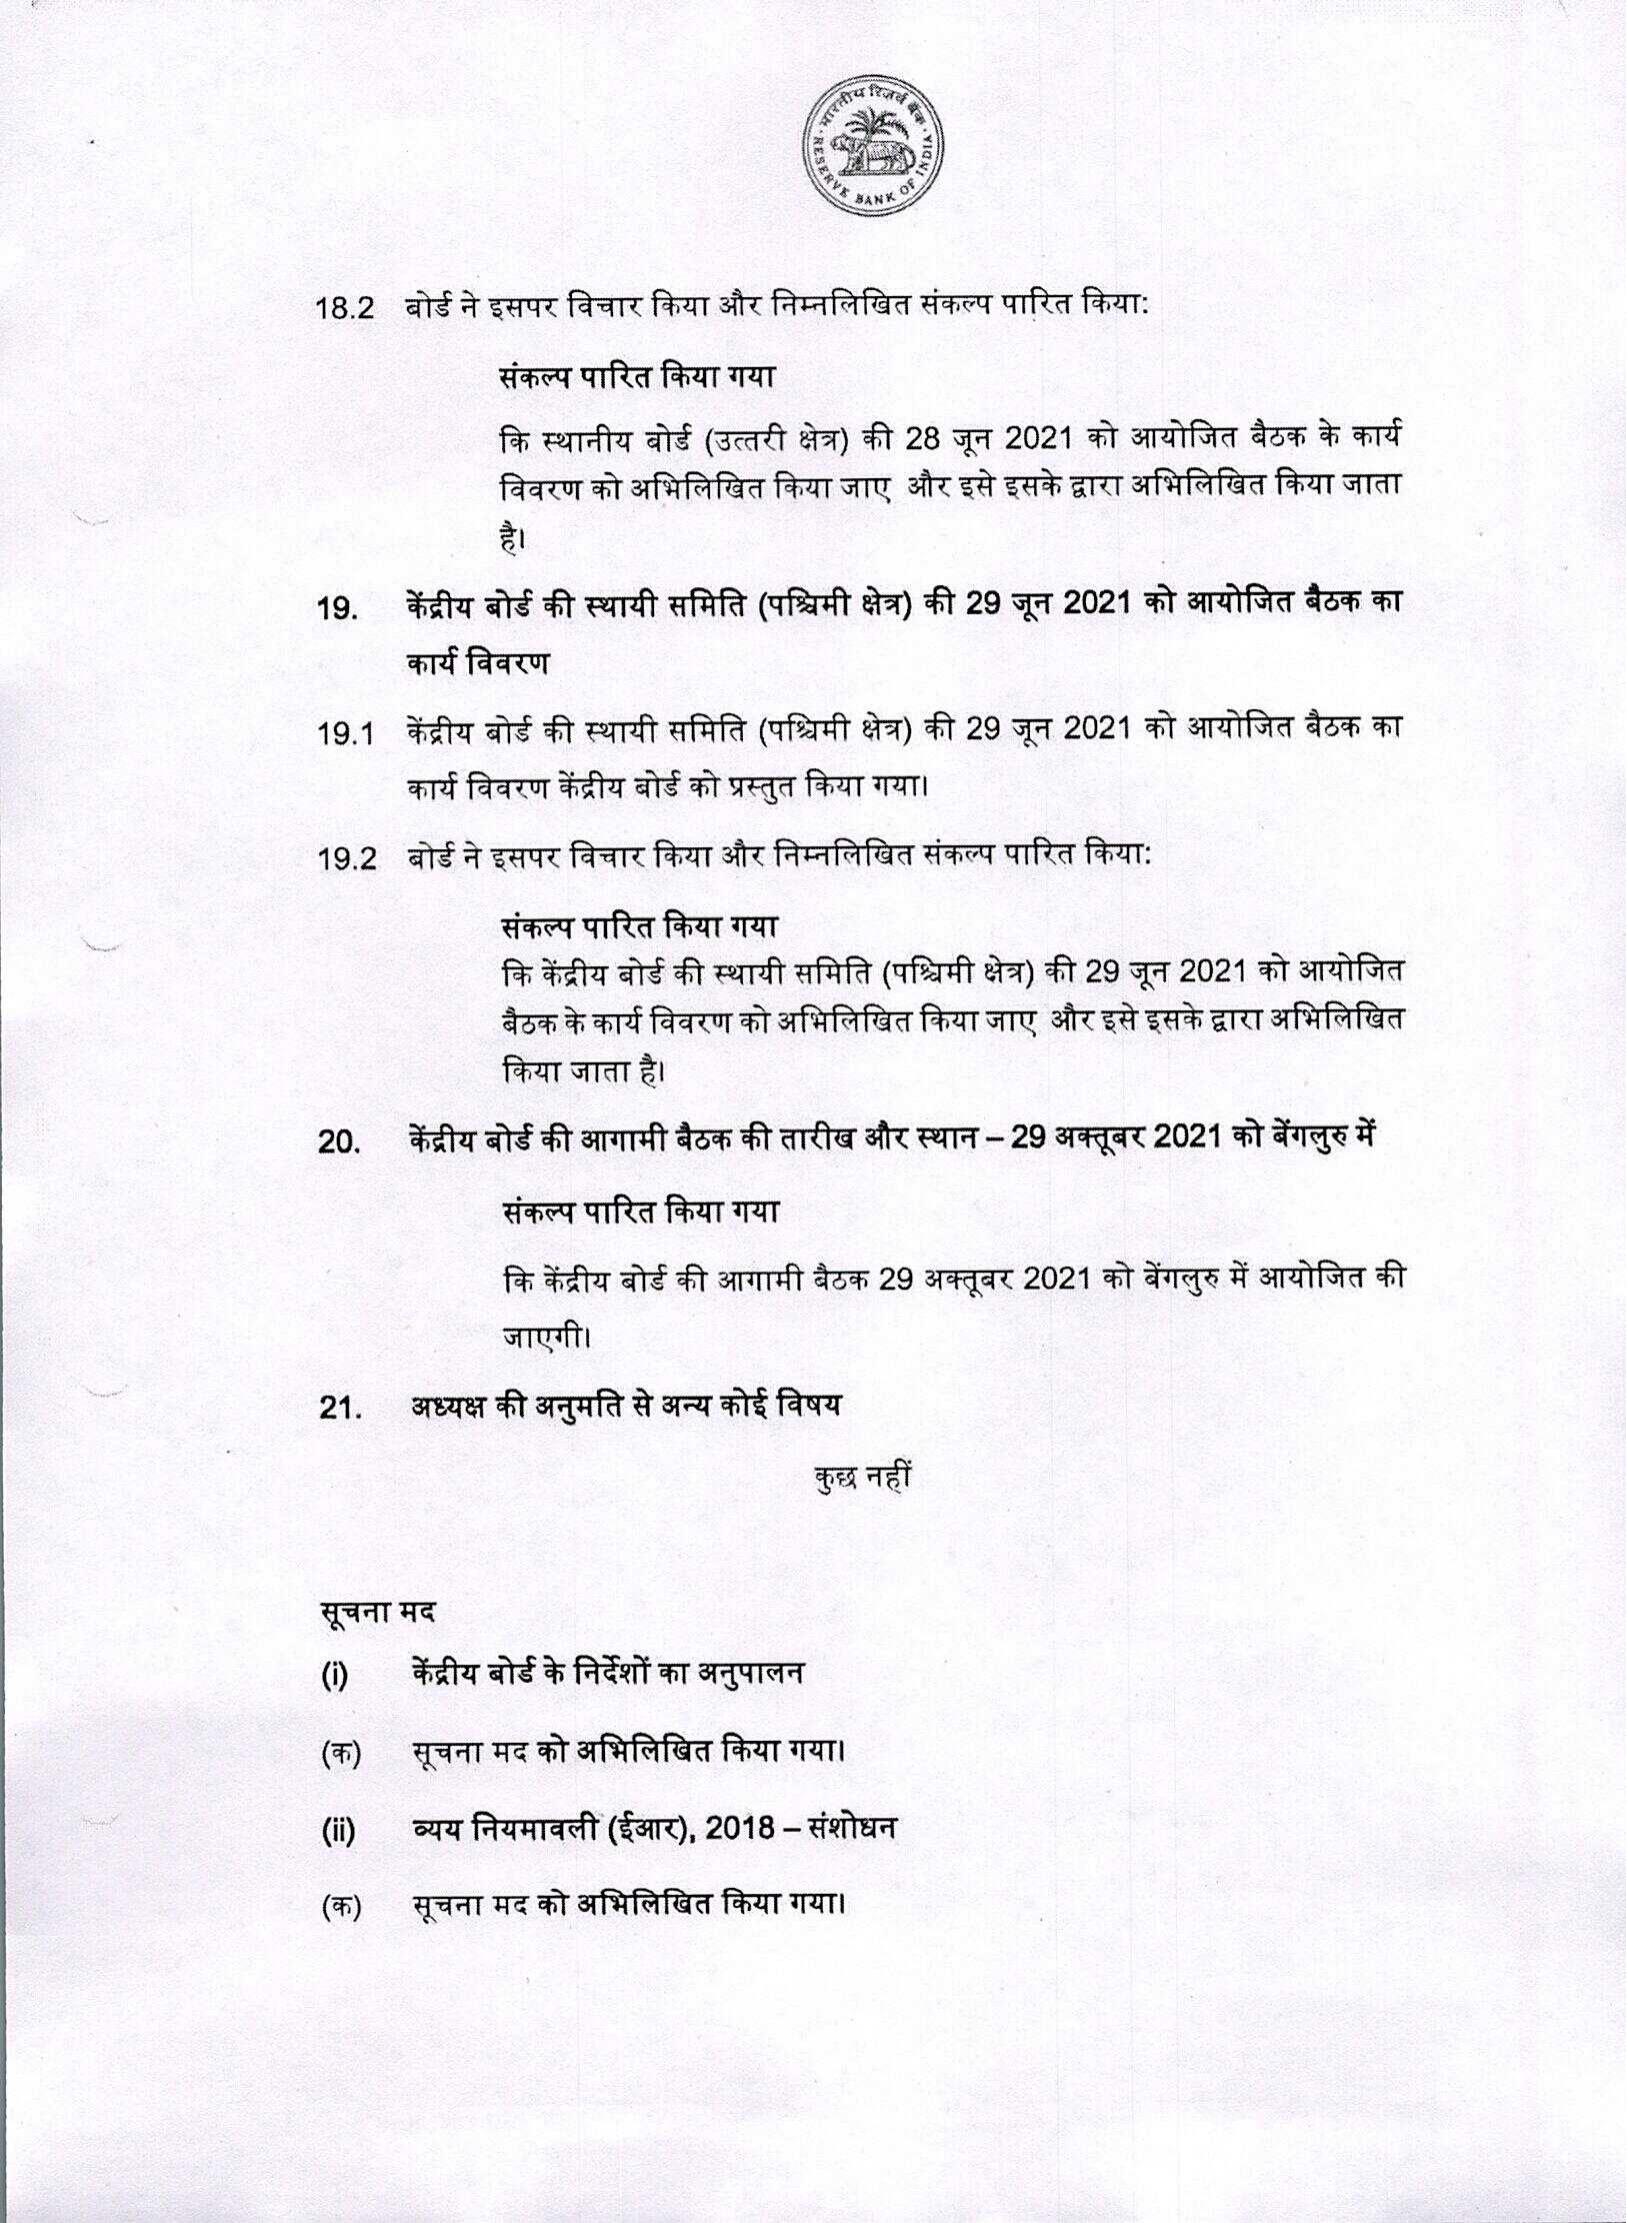 भारतीय रिज़र्व बैंक
RESERVE BANK OF INDIA
18.2 बोर्ड ने इसपर विचार किया और निम्नलिखित संकल्प पारित किया:
संकल्प पारित किया गया
कि स्थानीय बोर्ड (उत्तरी क्षेत्र) की 28 जून 2021 को आयोजित बैठक के कार्य
विवरण को अभिलिखित किया जाए और इसे इसके द्वारा अभिलिखित किया जाता
है।
19. केंद्रीय बोर्ड की स्थायी समिति (पश्चिमी क्षेत्र) की 29 जून 2021 को आयोजित बैठक का
कार्य विवरण
19.1 केंद्रीय बोर्ड की स्थायी समिति (पश्चिमी क्षेत्र) की 29 जून 2021 को आयोजित बैठक का
कार्य विवरण केंद्रीय बोर्ड को प्रस्तुत किया गया।
19.2 बोर्ड ने इसपर विचार किया और निम्नलिखित संकल्प पारित किया:
संकल्प पारित किया गया
कि केंद्रीय बोर्ड की स्थायी समिति (पश्चिमी क्षेत्र) की 29 जून 2021 को आयोजित
बैठक के कार्य विवरण को अभिलिखित किया जाए और इसे इसके द्वारा अभिलिखित
किया जाता है।
20. केंद्रीय बोर्ड की आगामी बैठक की तारीख और स्थान – 29 अक्तूबर 2021 को बेंगलुरु में
संकल्प पारित किया गया
कि केंद्रीय बोर्ड की आगामी बैठक 29 अक्तूबर 2021 को बेंगलुरु में आयोजित की
जाएगी।
21. अध्यक्ष की अनुमति से अन्य कोई विषय
कुछ नहीं
सूचना मद
(i) केंद्रीय बोर्ड के निर्देशों का अनुपालन
(क) सूचना मद को अभिलिखित किया गया।
(ii) व्यय नियमावली (ईआर), 2018 – संशोधन
(क) सूचना मद को अभिलिखित किया गया।